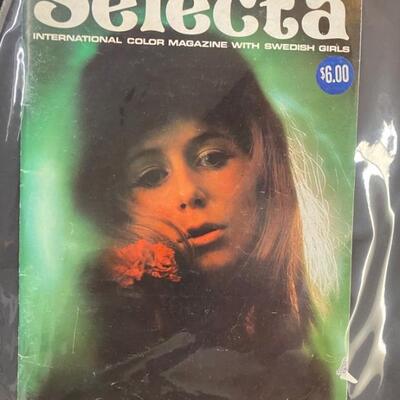 Selecta
INTERNATIONAL COLOR MAGAZINE WITH SWEDISH GIRLS
$6.00